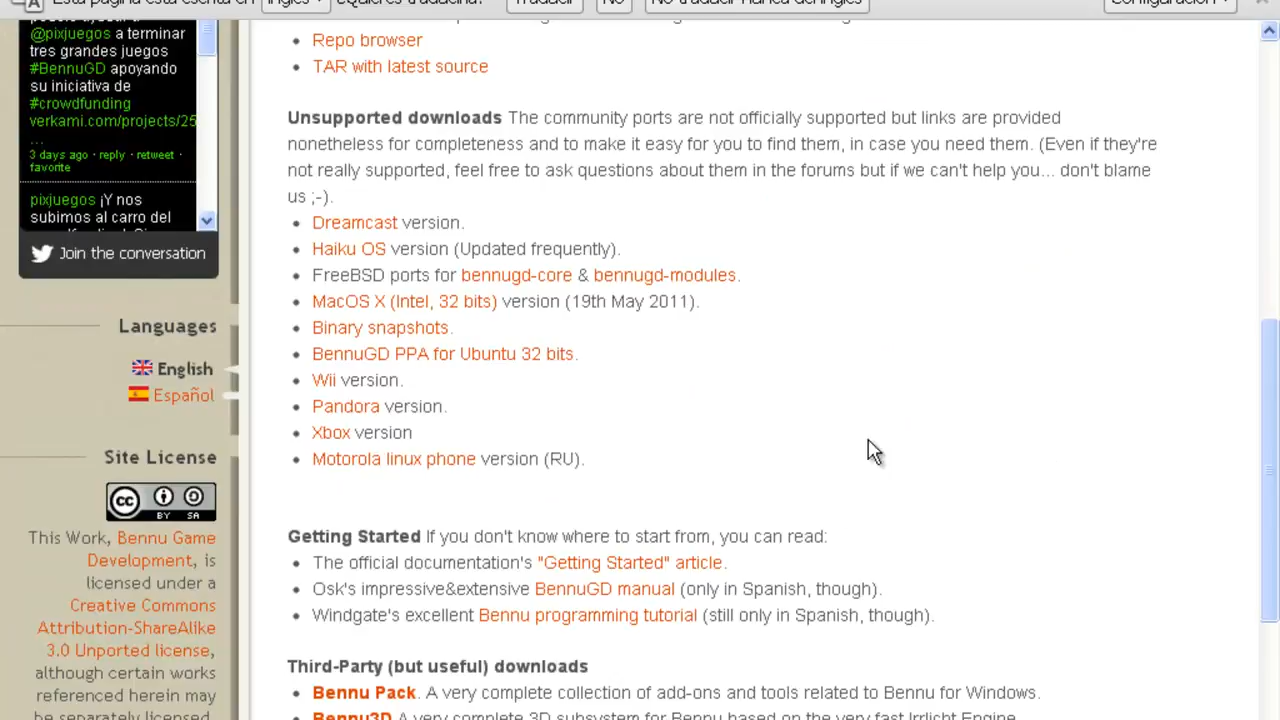 Esta página está escrita en inglés ¿Quieres traducirla? Traducir No No traducir nunca del inglés Configuración
@pixjuegos a terminar
tres grandes juegos
#BennuGD apoyando
su iniciativa de
#crowdfunding
verkami.com/projects/25
...
3 days ago · reply · retweet ·
favorite
pixjuegos ¡Y nos
subimos al carro del
Join the conversation
Languages
English
Español
Site License
CC BY SA
This Work, Bennu Game
Development, is
licensed under a
Creative Commons
Attribution-ShareAlike
3.0 Unported license,
although certain works
referenced herein may
be separately licensed
Repo browser
TAR with latest source
Unsupported downloads The community ports are not officially supported but links are provided
nonetheless for completeness and to make it easy for you to find them, in case you need them. (Even if they're
not really supported, feel free to ask questions about them in the forums but if we can't help you... don't blame
us ;-).
Dreamcast version.
Haiku OS version (Updated frequently).
FreeBSD ports for bennugd-core & bennugd-modules.
MacOS X (Intel, 32 bits) version (19th May 2011).
Binary snapshots.
BennuGD PPA for Ubuntu 32 bits.
Wii version.
Pandora version.
Xbox version
Motorola linux phone version (RU).
Getting Started If you don't know where to start from, you can read:
The official documentation's "Getting Started" article.
Osk's impressive&extensive BennuGD manual (only in Spanish, though).
Windgate's excellent Bennu programming tutorial (still only in Spanish, though).
Third-Party (but useful) downloads
Bennu Pack. A very complete collection of add-ons and tools related to Bennu for Windows.
Bennu3D A very complete 3D subsystem for Bennu based on the very fast Irrlicht Engine